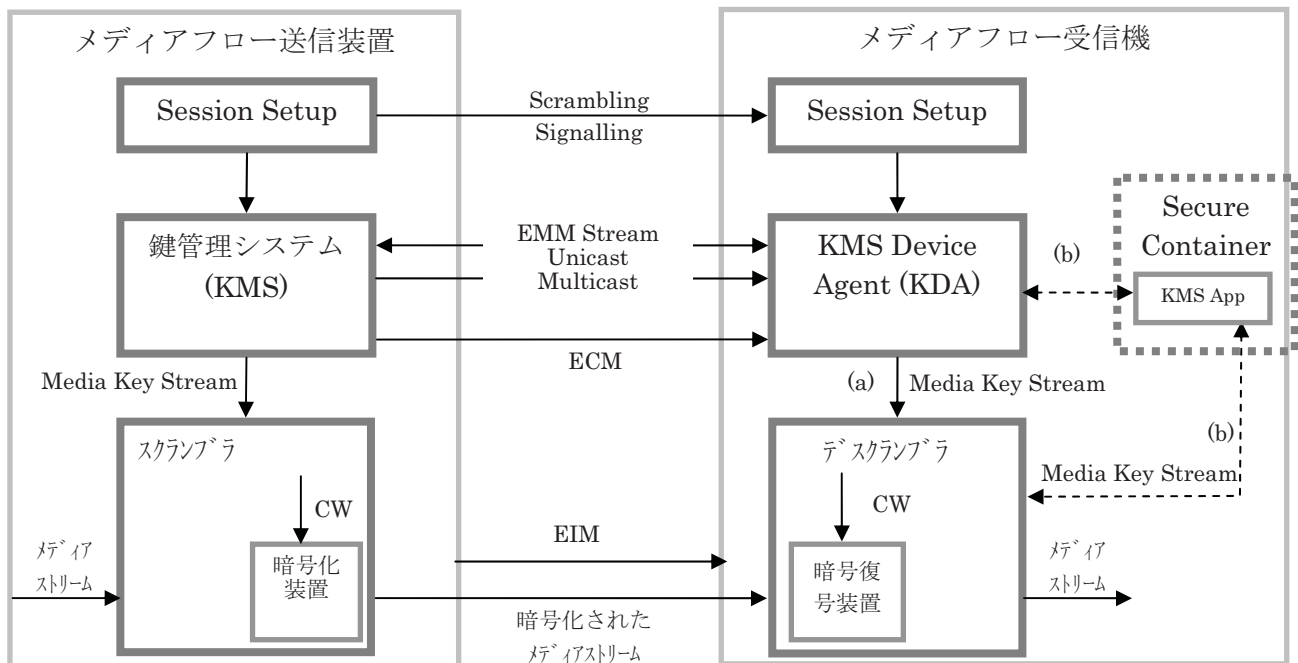 メディアフロー送信装置
メディアフロー受信機
Session Setup
Scrambling
Signalling
Session Setup
鍵管理システム
(KMS)
EMM Stream
Unicast
Multicast
KMS Device
Agent (KDA)
(b)
Secure
Container
KMS App
ECM
Media Key Stream
(a)
Media Key Stream
スクランブラ
CW
暗号化
装置
メディア
ストリーム
EIM
暗号化された
メディアストリーム
デスクランブラ
CW
暗号復
号装置
(b)
Media Key Stream
メディア
ストリーム